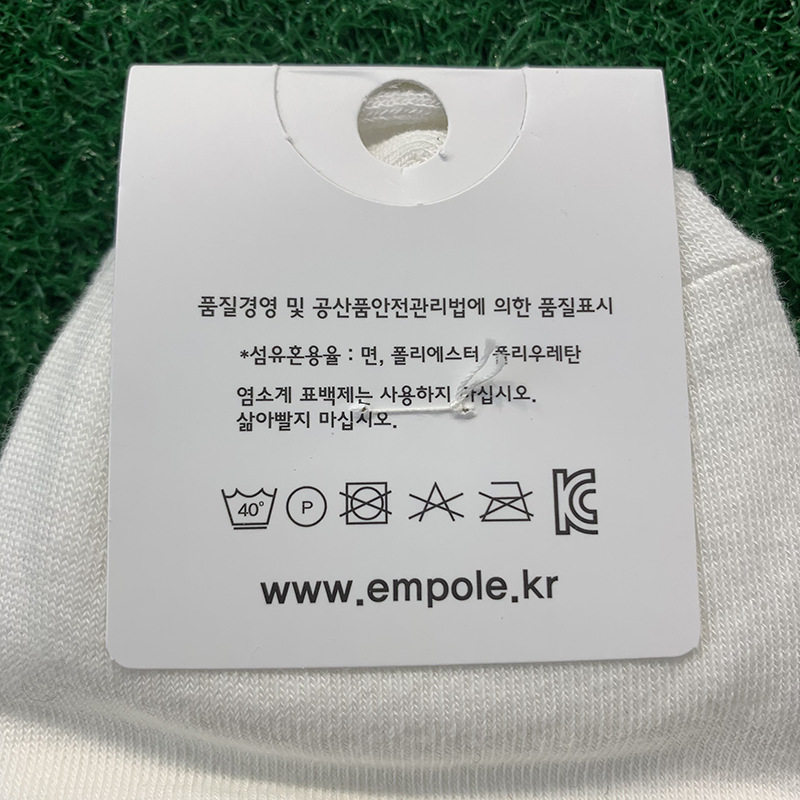 품질경영 및 공산품안전관리법에 의한 품질표시
*섬유혼용율 : 면, 폴리에스터, 폴리우레탄
염소계 표백제는 사용하지 마십시오.
삶아빨지 마십시오.
40° P KC
www.empole.kr